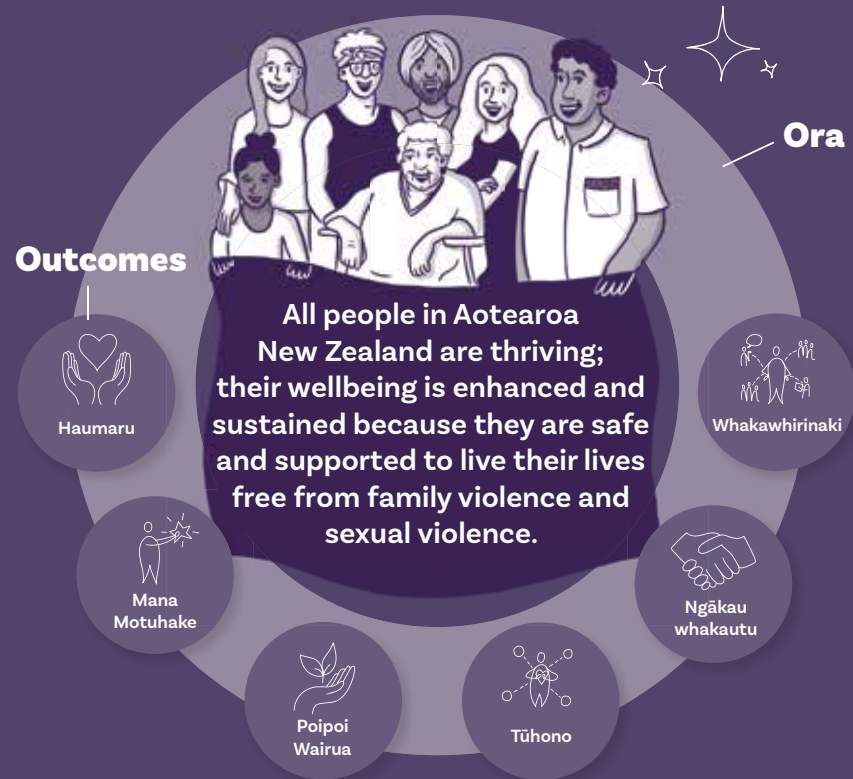 Ora
Outcomes
All people in Aotearoa
New Zealand are thriving;
their wellbeing is enhanced and
sustained because they are safe
and supported to live their lives
free from family violence and
sexual violence.
Haumaru
Whakawhirinaki
Mana
Motuhake
Ngākau
whakautu
Poipoi
Wairua
Tūhono